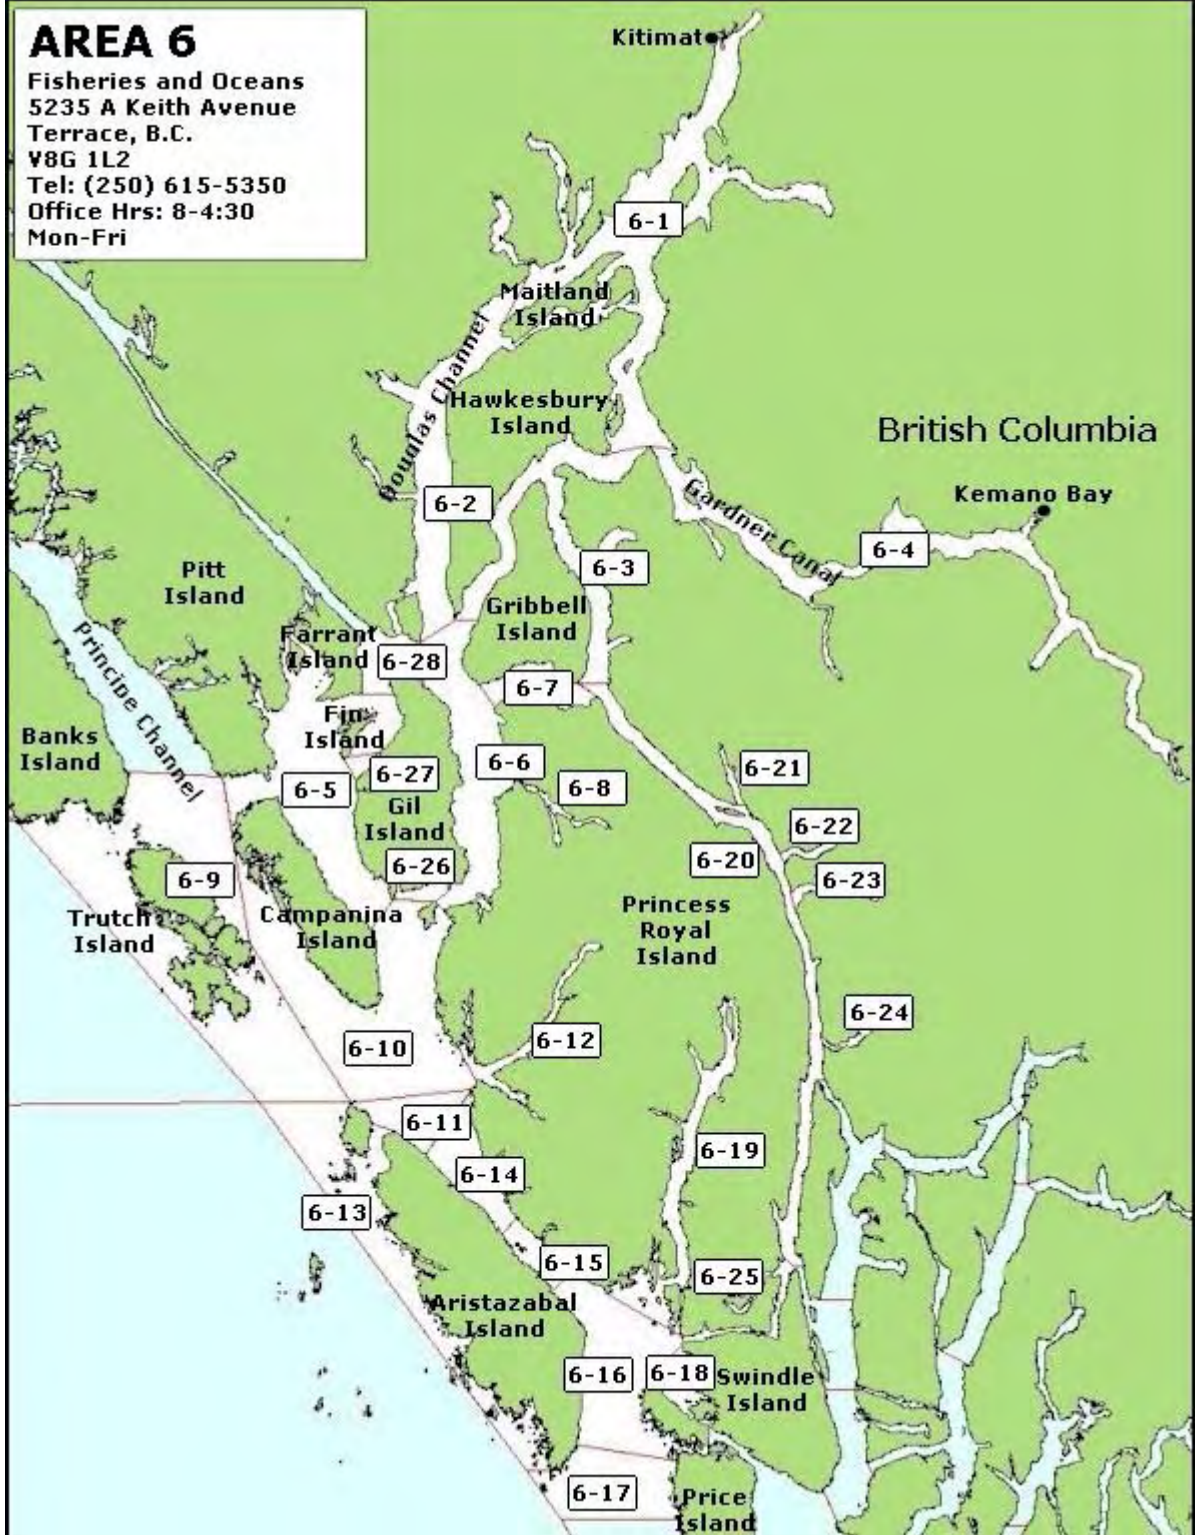 AREA 6
Fisheries and Oceans
5235 A Keith Avenue
Terrace, B.C.
V8G 1L2
Tel: (250) 615-5350
Office Hrs: 8-4:30
Mon-Fri
Kitimat
6-1
Maitland
Island
Douglas Channel
Hawkesbury
Island
British Columbia
Gardner Canal
Kemano Bay
6-2
6-4
6-3
Pitt
Island
Gribbell
Island
Farrant
Island
6-28
6-7
Principe Channel
Fin
Island
Banks
Island
6-6
6-27
6-21
6-5
6-8
Gil
Island
6-22
6-26
6-20
6-9
6-23
Trutch
Island
Campanina
Island
Princess
Royal
Island
6-24
6-12
6-10
6-11
6-19
6-14
6-13
6-15
6-25
Aristazabal
Island
6-16
6-18
Swindle
Island
6-17
Price
Island